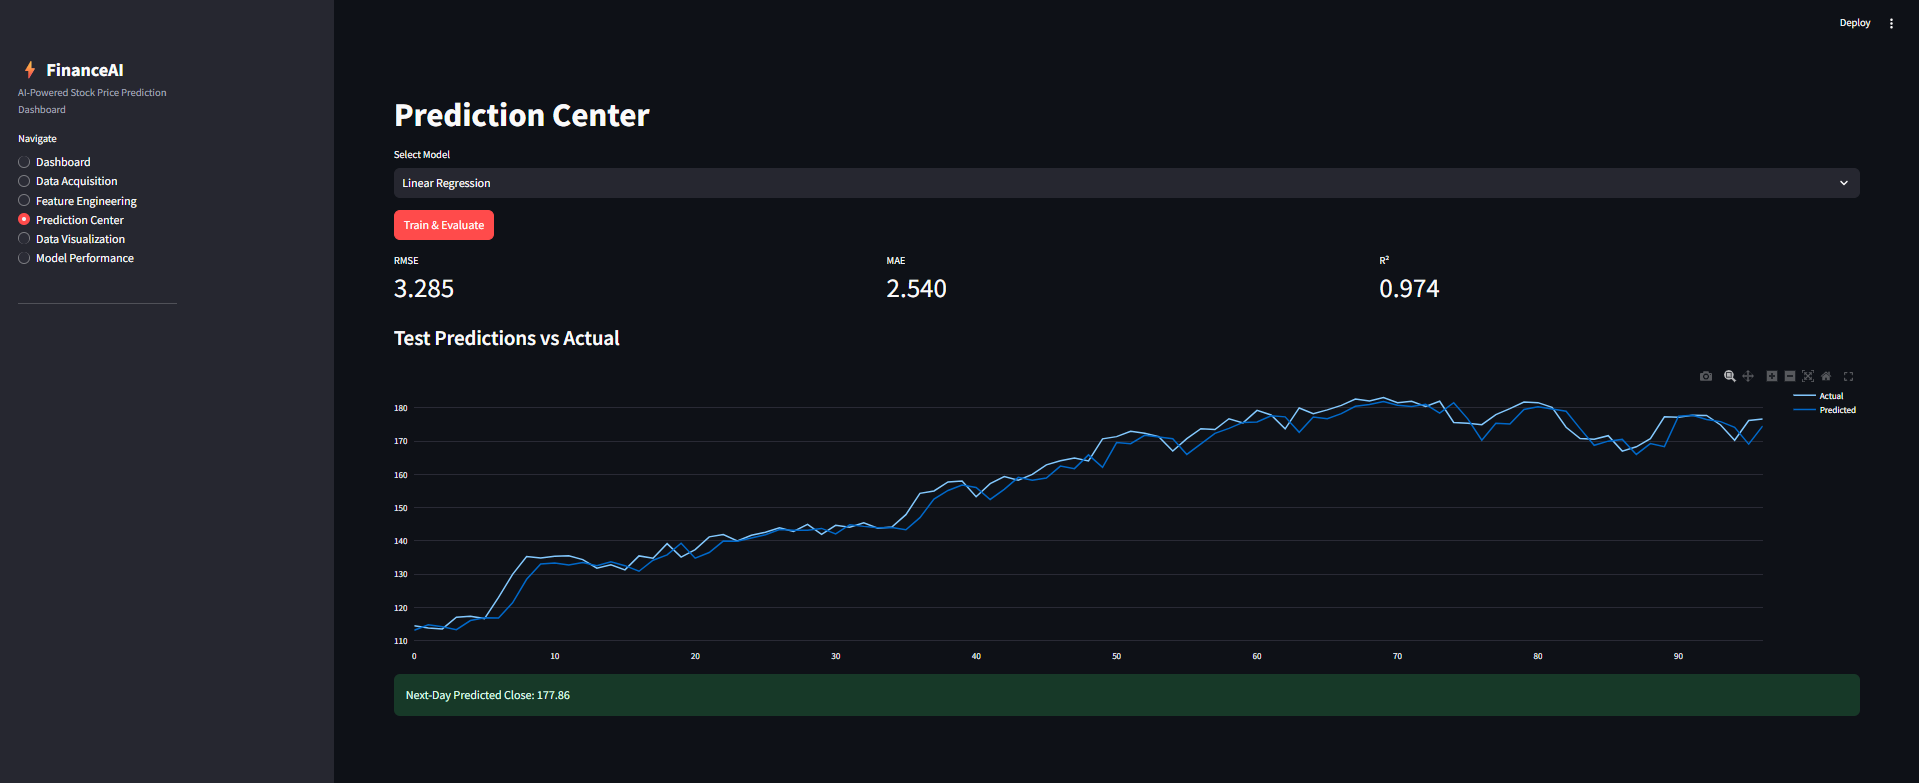 Deploy
FinanceAI
AI-Powered Stock Price Prediction
Dashboard
Navigate
Dashboard
Data Acquisition
Feature Engineering
Prediction Center
Data Visualization
Model Performance
Prediction Center
Select Model
Linear Regression
Train & Evaluate
RMSE
3.285
MAE
2.540
R²
0.974
Test Predictions vs Actual
Actual
Predicted
180
170
160
150
140
130
120
110
0 10 20 30 40 50 60 70 80 90
Next-Day Predicted Close: 177.86